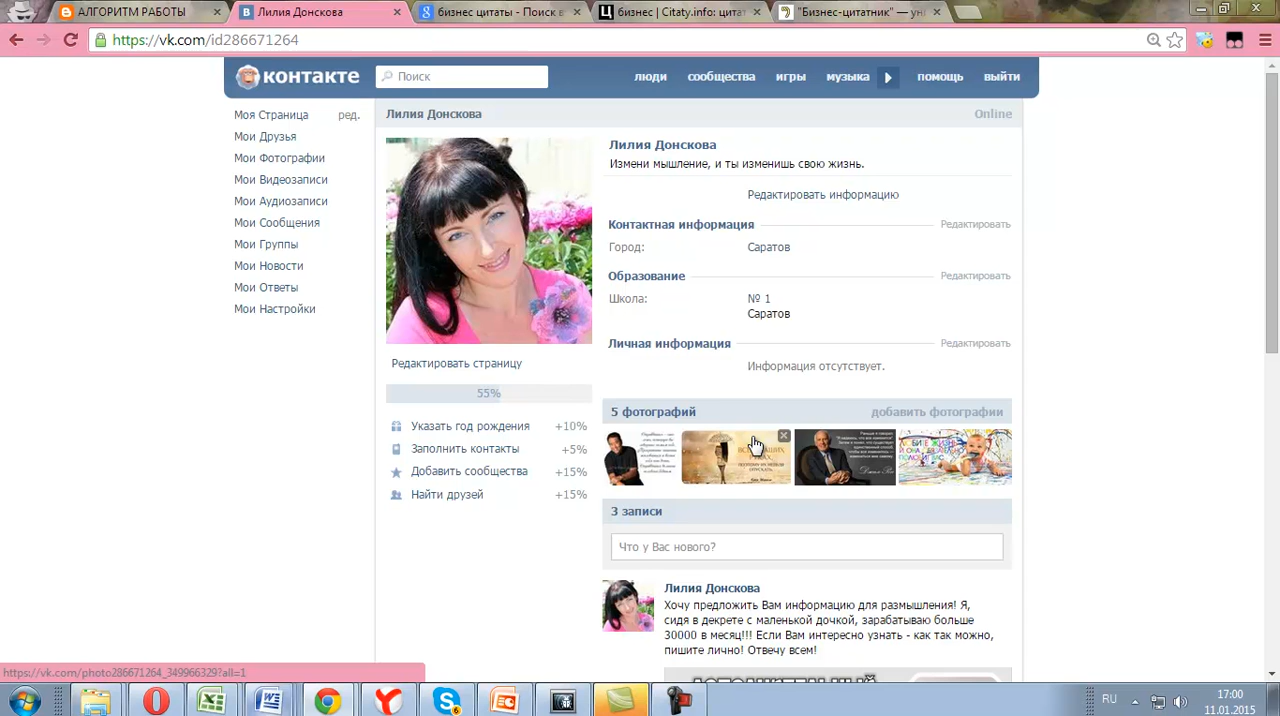 АЛГОРИТМ РАБОТЫ
Лилия Донскова
бизнес цитаты - Поиск в
бизнес | Citaty.info: цитат
"Бизнес-цитатник" — ун
https://vk.com/id286671264
контакте
Поиск
люди
сообщества
игры
музыка
помощь
выйти
Моя Страница
ред.
Мои Друзья
Мои Фотографии
Мои Видеозаписи
Мои Аудиозаписи
Мои Сообщения
Мои Группы
Мои Новости
Мои Ответы
Мои Настройки
Лилия Донскова
Online
Лилия Донскова
Измени мышление, и ты изменишь свою жизнь.
Редактировать информацию
Контактная информация
Редактировать
Город:
Саратов
Образование
Редактировать
Школа:
№ 1
Саратов
Личная информация
Редактировать
Информация отсутствует.
Редактировать страницу
55%
Указать год рождения +10%
Заполнить контакты +5%
Добавить сообщества +15%
Найти друзей +15%
5 фотографий
добавить фотографии
3 записи
Что у Вас нового?
Лилия Донскова
Хочу предложить Вам информацию для размышления! Я,
сидя в декрете с маленькой дочкой, зарабатываю больше
30000 в месяц!!! Если Вам интересно узнать - как так можно,
пишите лично! Отвечу всем!
https://vk.com/photo286671264_349966329?all=1
RU
17:00
11.01.2015